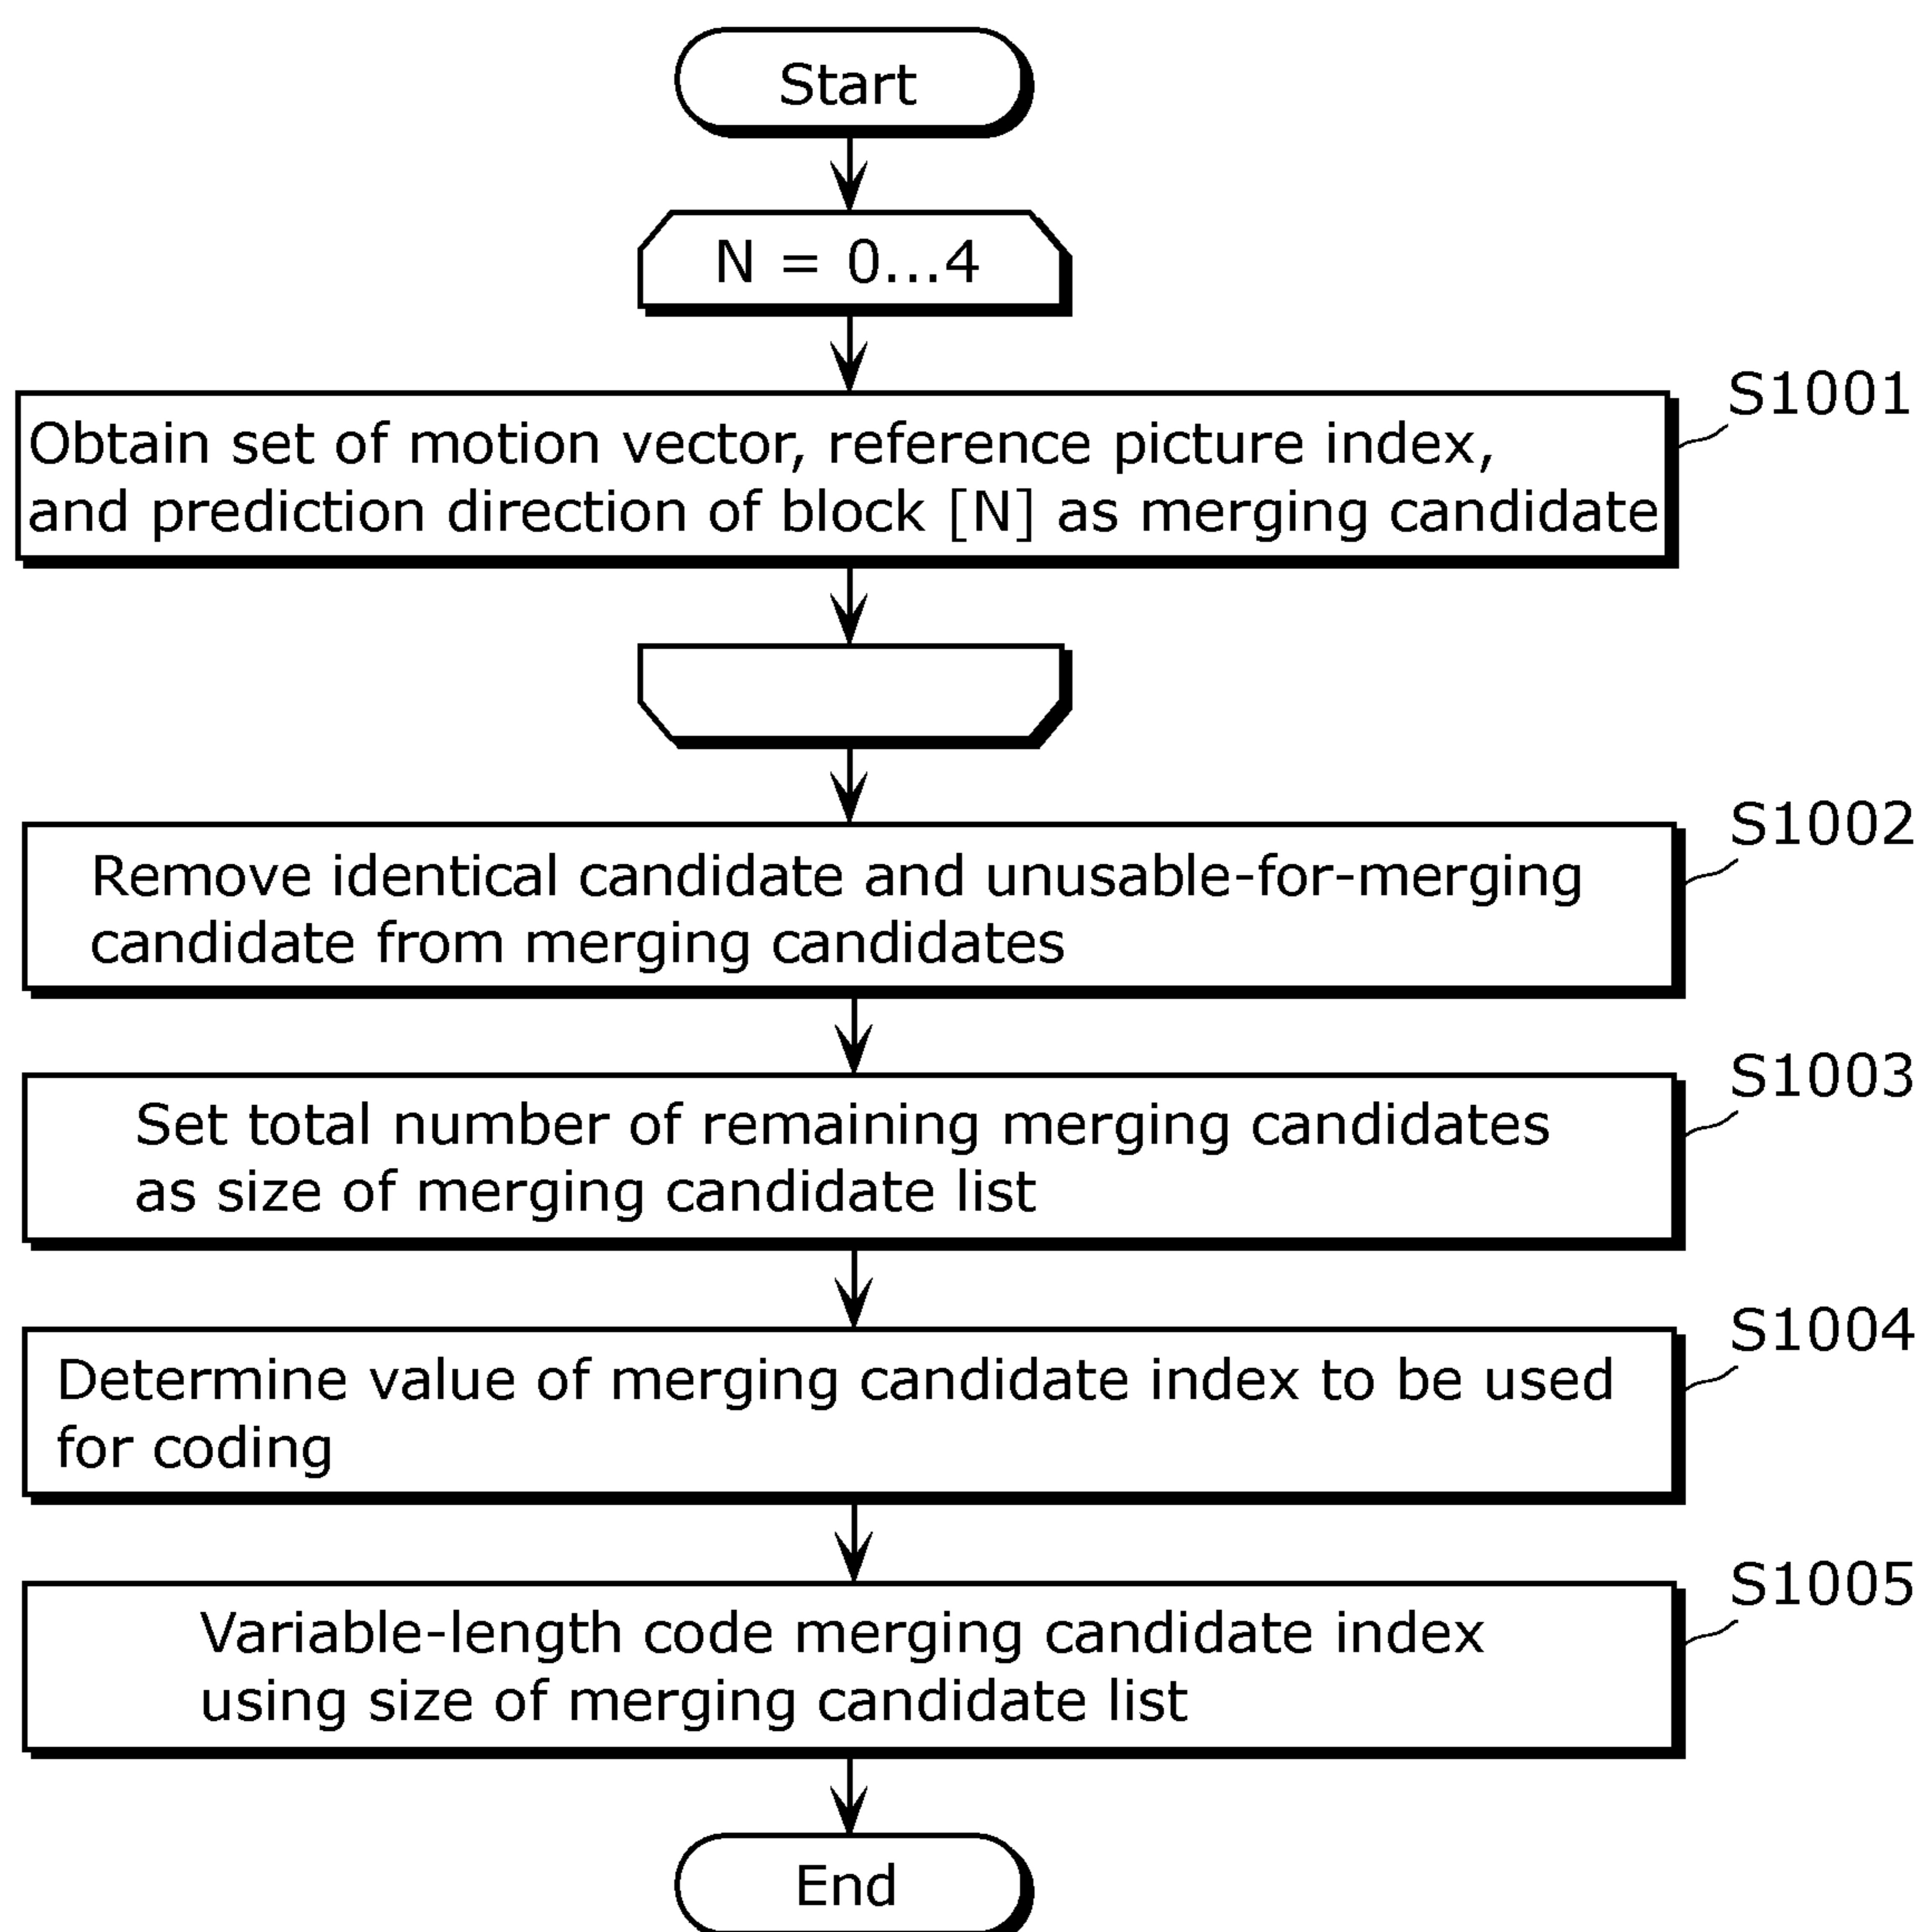 Start
N = 0...4
S1001
Obtain set of motion vector, reference picture index,
and prediction direction of block [N] as merging candidate
S1002
Remove identical candidate and unusable-for-merging
candidate from merging candidates
S1003
Set total number of remaining merging candidates
as size of merging candidate list
S1004
Determine value of merging candidate index to be used
for coding
S1005
Variable-length code merging candidate index
using size of merging candidate list
End